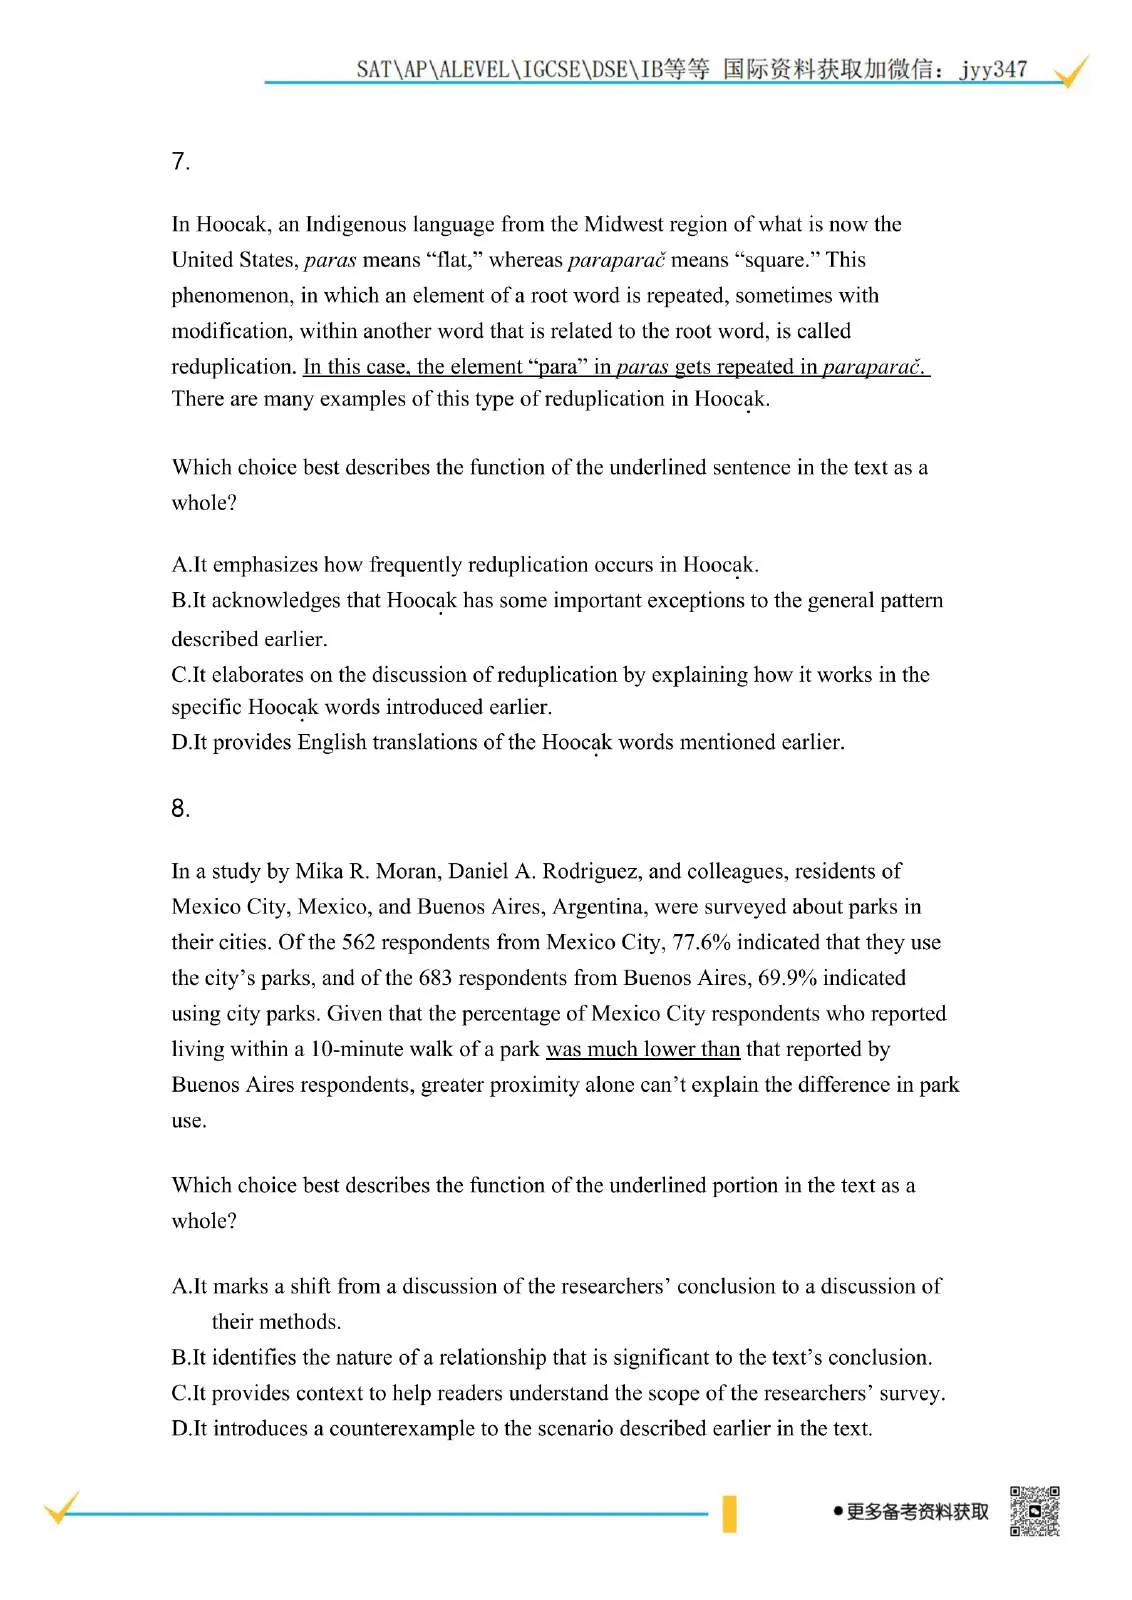 SAT\AP\ALEVEL\IGCSE\DSE\IB等等 国际资料获取加微信：jyy347
7.
In Hoocąk, an Indigenous language from the Midwest region of what is now the
United States, paras means “flat,” whereas paraparač means “square.” This
phenomenon, in which an element of a root word is repeated, sometimes with
modification, within another word that is related to the root word, is called
reduplication. In this case, the element “para” in paras gets repeated in paraparač.
There are many examples of this type of reduplication in Hoocąk.
Which choice best describes the function of the underlined sentence in the text as a
whole?
A.It emphasizes how frequently reduplication occurs in Hoocąk.
B.It acknowledges that Hoocąk has some important exceptions to the general pattern
described earlier.
C.It elaborates on the discussion of reduplication by explaining how it works in the
specific Hoocąk words introduced earlier.
D.It provides English translations of the Hoocąk words mentioned earlier.
8.
In a study by Mika R. Moran, Daniel A. Rodriguez, and colleagues, residents of
Mexico City, Mexico, and Buenos Aires, Argentina, were surveyed about parks in
their cities. Of the 562 respondents from Mexico City, 77.6% indicated that they use
the city’s parks, and of the 683 respondents from Buenos Aires, 69.9% indicated
using city parks. Given that the percentage of Mexico City respondents who reported
living within a 10-minute walk of a park was much lower than that reported by
Buenos Aires respondents, greater proximity alone can’t explain the difference in park
use.
Which choice best describes the function of the underlined portion in the text as a
whole?
A.It marks a shift from a discussion of the researchers’ conclusion to a discussion of
their methods.
B.It identifies the nature of a relationship that is significant to the text’s conclusion.
C.It provides context to help readers understand the scope of the researchers’ survey.
D.It introduces a counterexample to the scenario described earlier in the text.
●更多备考资料获取